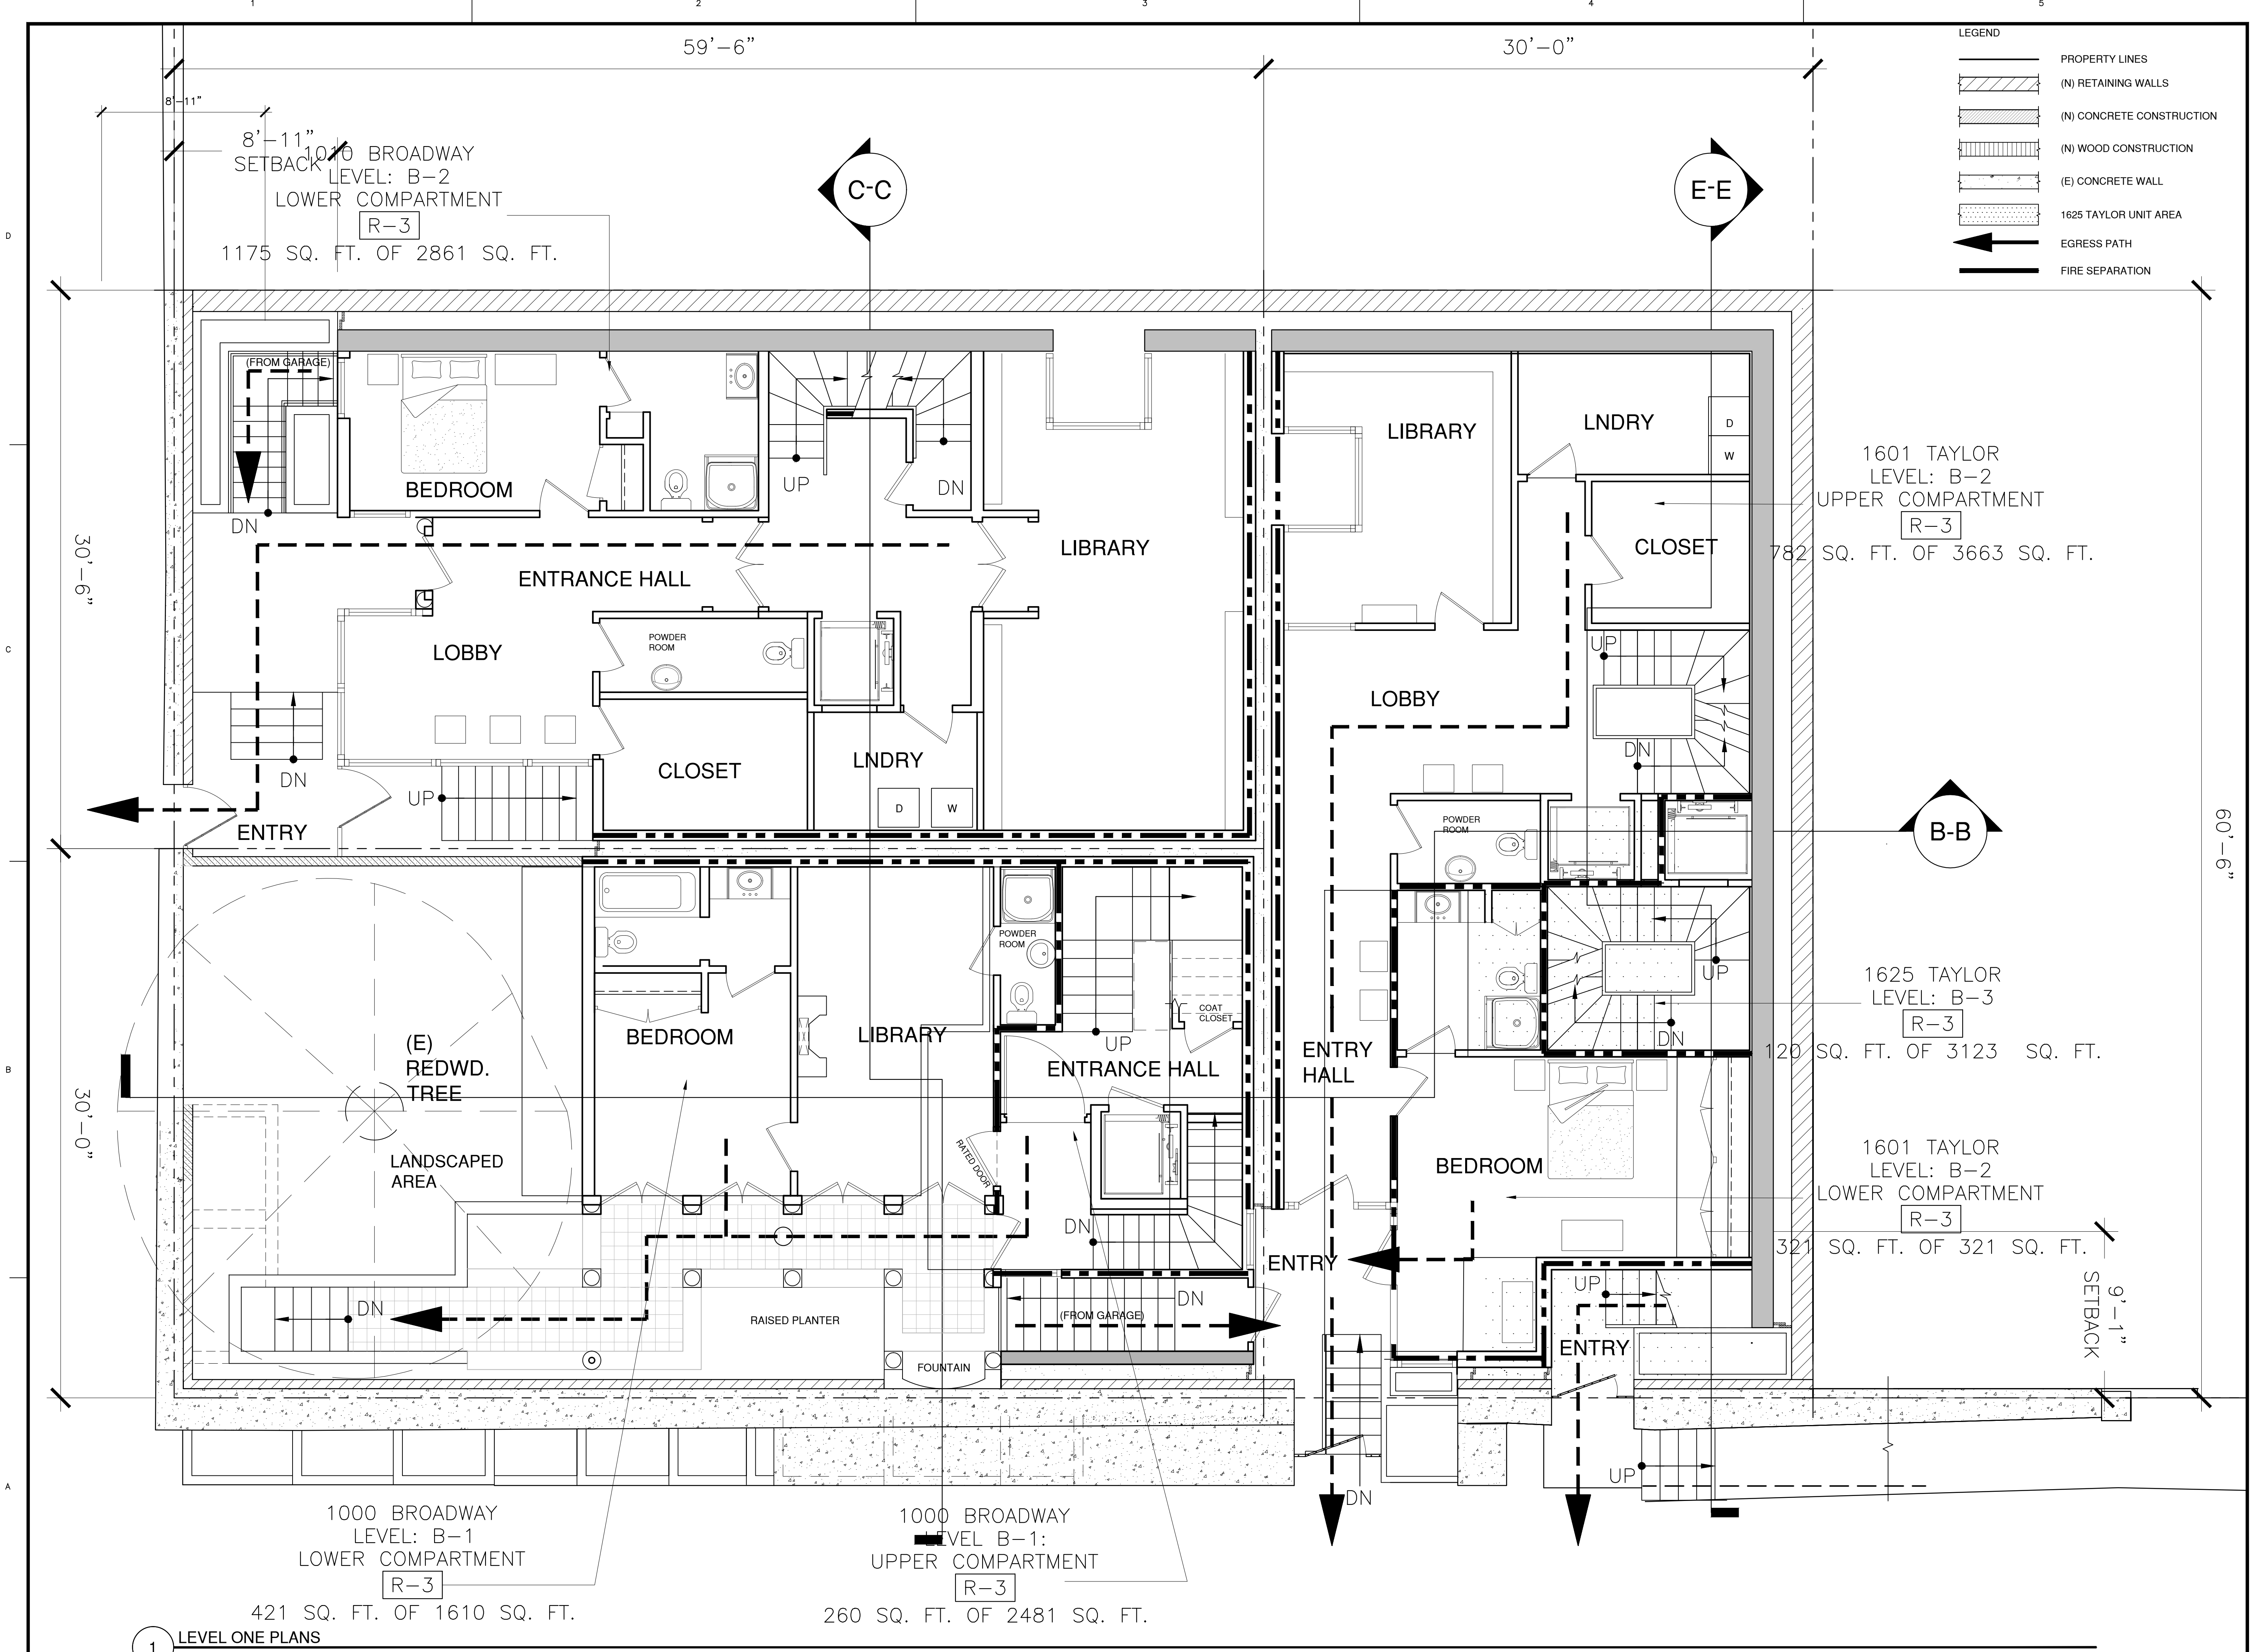 1
2
3
4
5
59'-6"
30'-0"
LEGEND
PROPERTY LINES
(N) RETAINING WALLS
(N) CONCRETE CONSTRUCTION
(N) WOOD CONSTRUCTION
(E) CONCRETE WALL
1625 TAYLOR UNIT AREA
EGRESS PATH
FIRE SEPARATION
8'-11"
8'-11"
SETBACK
1010 BROADWAY
LEVEL: B-2
LOWER COMPARTMENT
R-3
1175 SQ. FT. OF 2861 SQ. FT.
C-C
E-E
D
(FROM GARAGE)
BEDROOM
DN
UP
DN
LIBRARY
ENTRANCE HALL
LOBBY
POWDER
ROOM
CLOSET
LNDRY
D
W
DN
UP
ENTRY
30'-6"
C
LIBRARY
LNDRY
D
W
CLOSET
UP
LOBBY
DN
POWDER
ROOM
1601 TAYLOR
LEVEL: B-2
UPPER COMPARTMENT
R-3
782 SQ. FT. OF 3663 SQ. FT.
B-B
60'-6"
B
30'-0"
(E)
REDWD.
TREE
LANDSCAPED
AREA
BEDROOM
LIBRARY
POWDER
ROOM
COAT
CLOSET
UP
ENTRANCE HALL
RATED DOOR
DN
DN
RAISED PLANTER
FOUNTAIN
(FROM GARAGE)
DN
ENTRY
HALL
ENTRY
BEDROOM
UP
DN
UP
ENTRY
1625 TAYLOR
LEVEL: B-3
R-3
120 SQ. FT. OF 3123 SQ. FT.
1601 TAYLOR
LEVEL: B-2
LOWER COMPARTMENT
R-3
321 SQ. FT. OF 321 SQ. FT.
9'-1"
SETBACK
A
UP
DN
1000 BROADWAY
LEVEL: B-1
LOWER COMPARTMENT
R-3
421 SQ. FT. OF 1610 SQ. FT.
1000 BROADWAY
LEVEL B-1:
UPPER COMPARTMENT
R-3
260 SQ. FT. OF 2481 SQ. FT.
1
LEVEL ONE PLANS